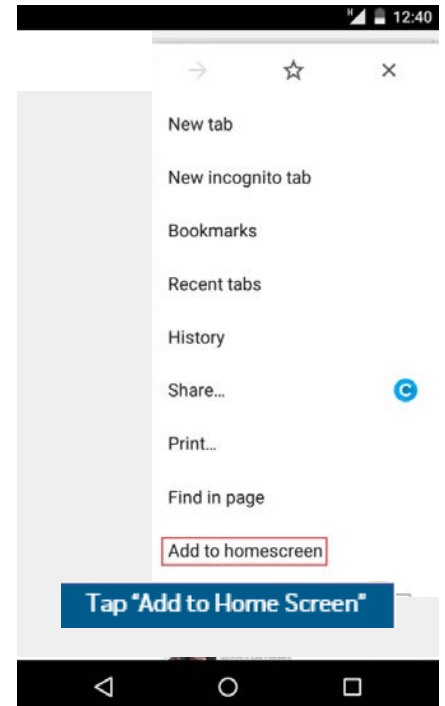 H 12:40
New tab
New incognito tab
Bookmarks
Recent tabs
History
Share...
C
Print...
Find in page
Add to homescreen
Tap "Add to Home Screen"